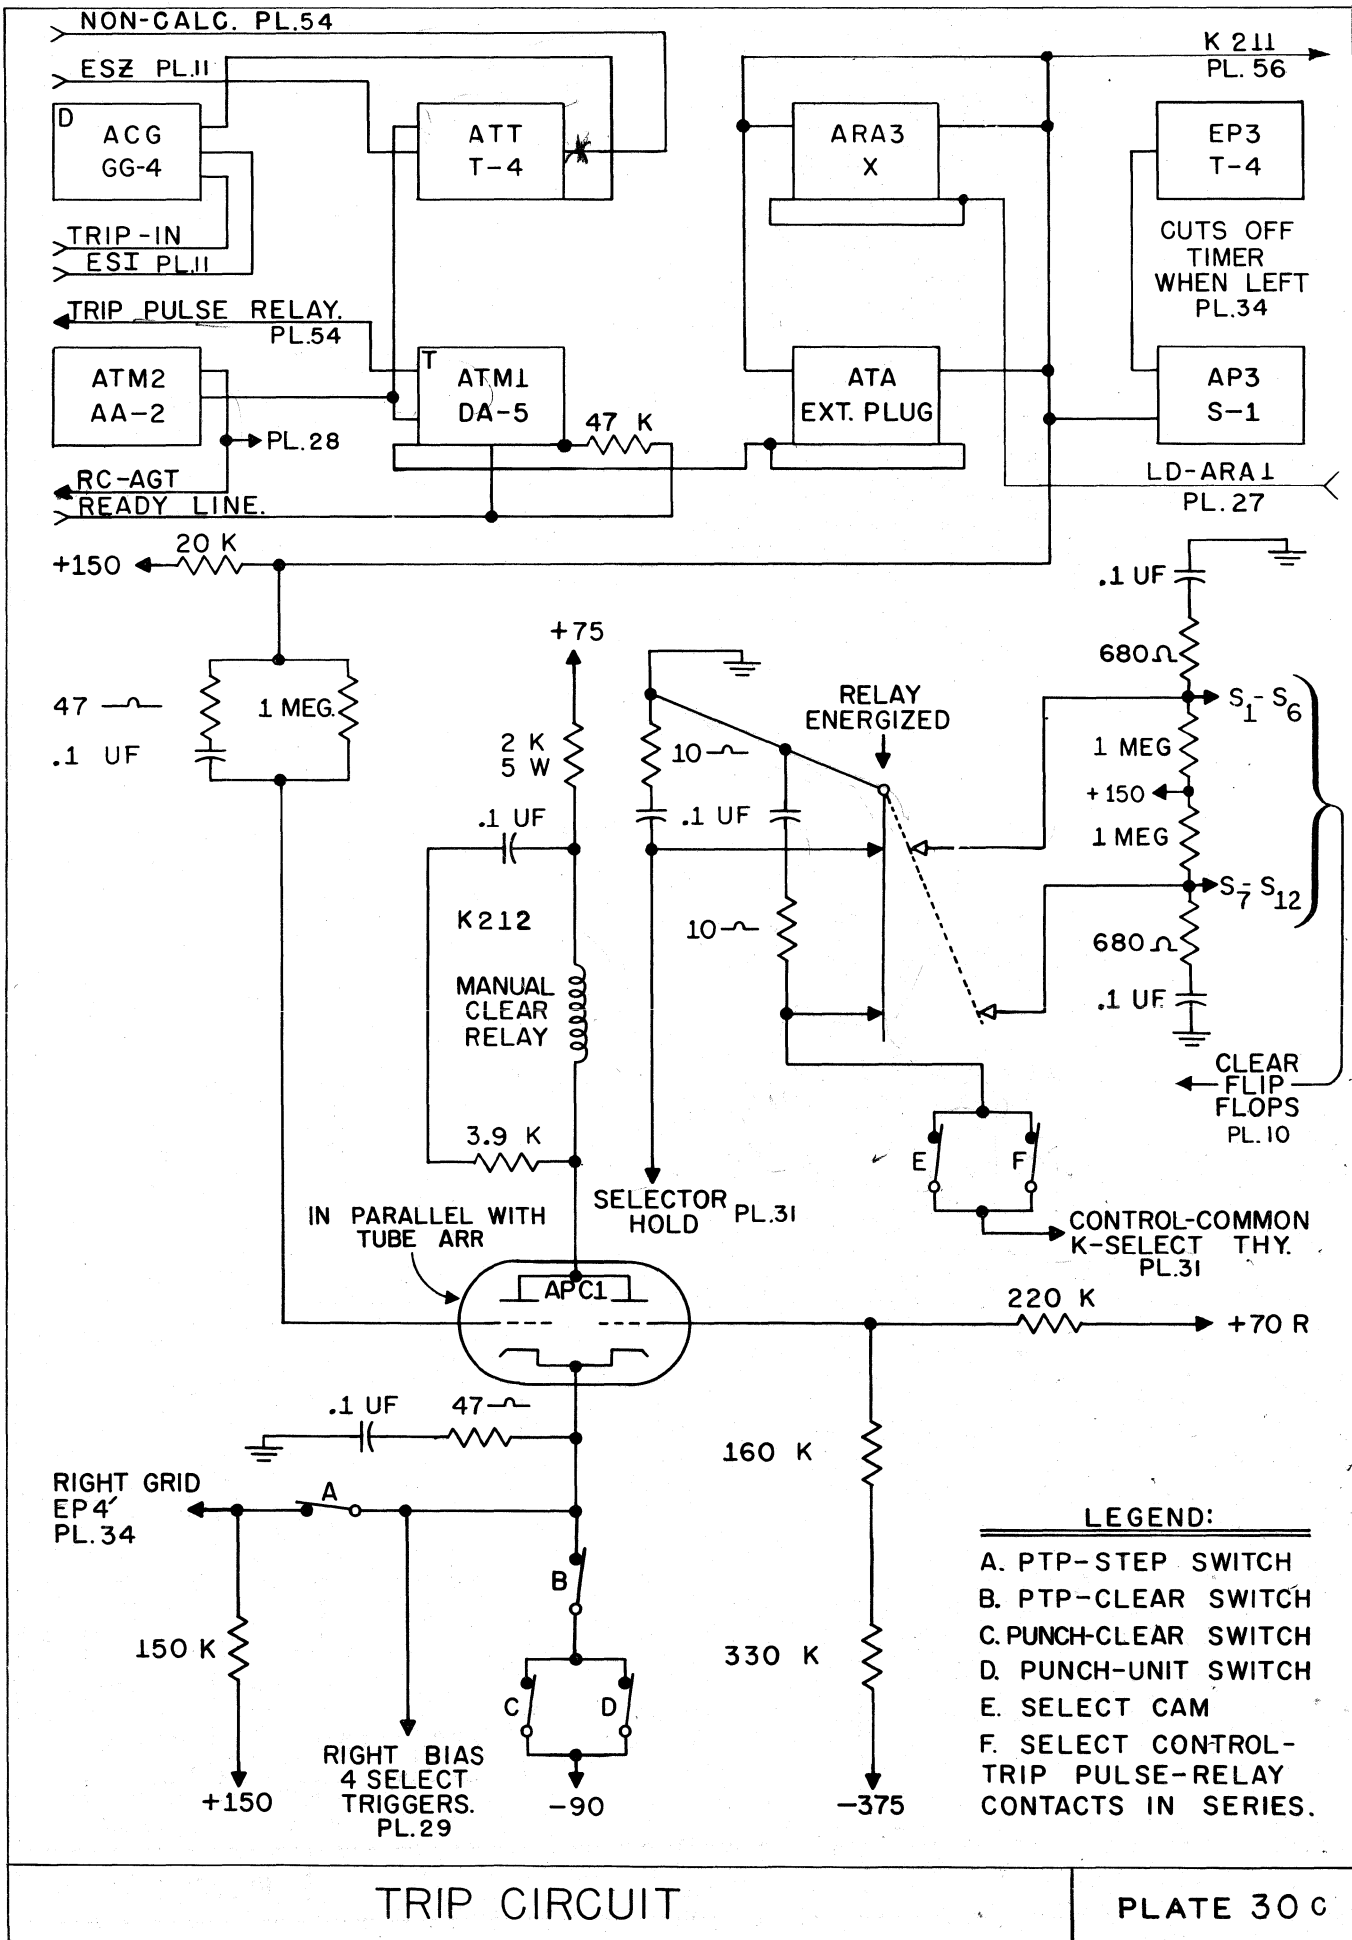 NON-CALC. PL.54
ESZ PL.11
D
ACG
GG-4
ATT
T-4
TRIP-IN
ESI PL.11
K 211
PL. 56
ARA3
X
EP3
T-4
CUTS OFF
TIMER
WHEN LEFT
PL.34
TRIP PULSE RELAY.
PL.54
ATM2
AA-2
PL.28
T
ATM1
DA-5
47 K
ATA
EXT. PLUG
AP3
S-1
RC-AGT
READY LINE.
LD-ARA1
PL.27
+150
20 K
47
.1 UF
1 MEG.
+75
2 K
5 W
.1 UF
K212
MANUAL
CLEAR
RELAY
3.9 K
10
.1 UF
10
RELAY
ENERGIZED
.1 UF
680Ω
S1-S6
1 MEG
+150
1 MEG
S7-S12
680Ω
.1 UF
CLEAR
FLIP
FLOPS
PL.10
E
F
SELECTOR
HOLD
PL.31
CONTROL-COMMON
K-SELECT THY.
PL.31
IN PARALLEL WITH
TUBE ARR
APC1
220 K
+70 R
.1 UF
47
160 K
330 K
-375
RIGHT GRID
EP4'
PL.34
A
150 K
+150
B
C
D
-90
RIGHT BIAS
4 SELECT
TRIGGERS.
PL.29
LEGEND:
A. PTP-STEP SWITCH
B. PTP-CLEAR SWITCH
C. PUNCH-CLEAR SWITCH
D. PUNCH-UNIT SWITCH
E. SELECT CAM
F. SELECT CONTROL-
TRIP PULSE-RELAY
CONTACTS IN SERIES.
TRIP CIRCUIT
PLATE 30 C